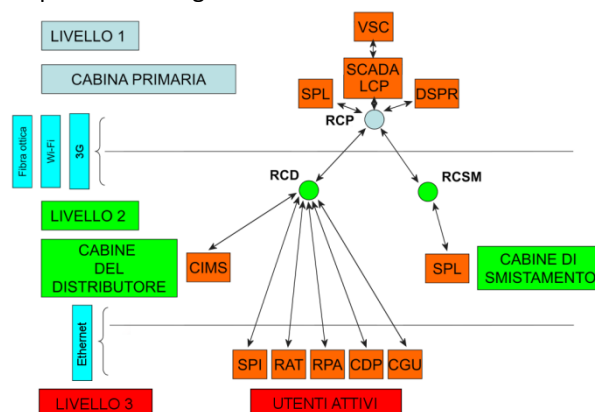 LIVELLO 1
VSC
CABINA PRIMARIA
SCADA
LCP
SPL
DSPR
RCP
Fibra ottica
Wi-Fi
3G
RCD
RCSM
LIVELLO 2
CABINE
DEL
DISTRIBUTORE
CIMS
SPL
CABINE DI
SMISTAMENTO
Ethernet
SPI
RAT
RPA
CDP
CGU
LIVELLO 3
UTENTI ATTIVI